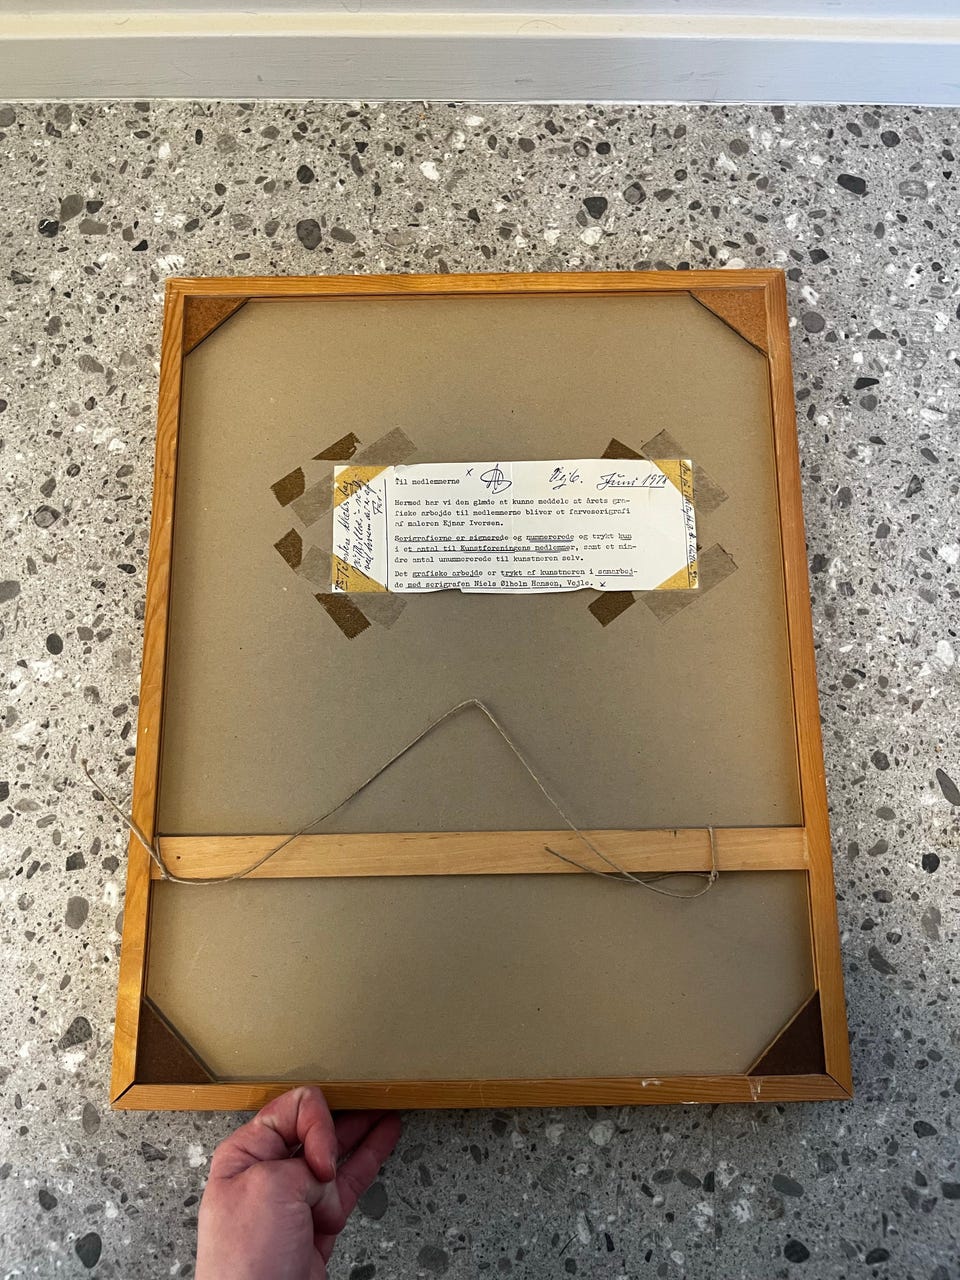 Til medlemmerne
x
Juni 1978
Hermed har vi den glæde at kunne meddele at årets gra-
fiske arbejde til medlemmerne bliver et farveserigrafi
af maleren Ejnar Iversen.
Serigrafierne er signerede og nummererede og trykt kun
i et antal til Kunstforeningens medlemmer, samt et min-
dre antal unummererede til kunstneren selv.
Det grafiske arbejde er trykt af kunstneren i samarbej-
de med serigrafen Niels Ølholm Hansen, Vejle. x